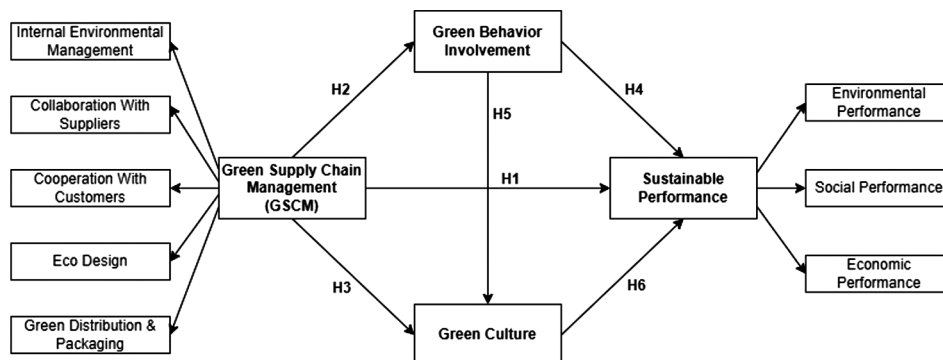 Internal Environmental
Management
Collaboration With
Suppliers
Cooperation With
Customers
Eco Design
Green Distribution &
Packaging
Green Supply Chain
Management
(GSCM)
H2
H3
Green Behavior
Involvement
H5
H1
Green Culture
H4
H6
Sustainable
Performance
Environmental
Performance
Social Performance
Economic
Performance